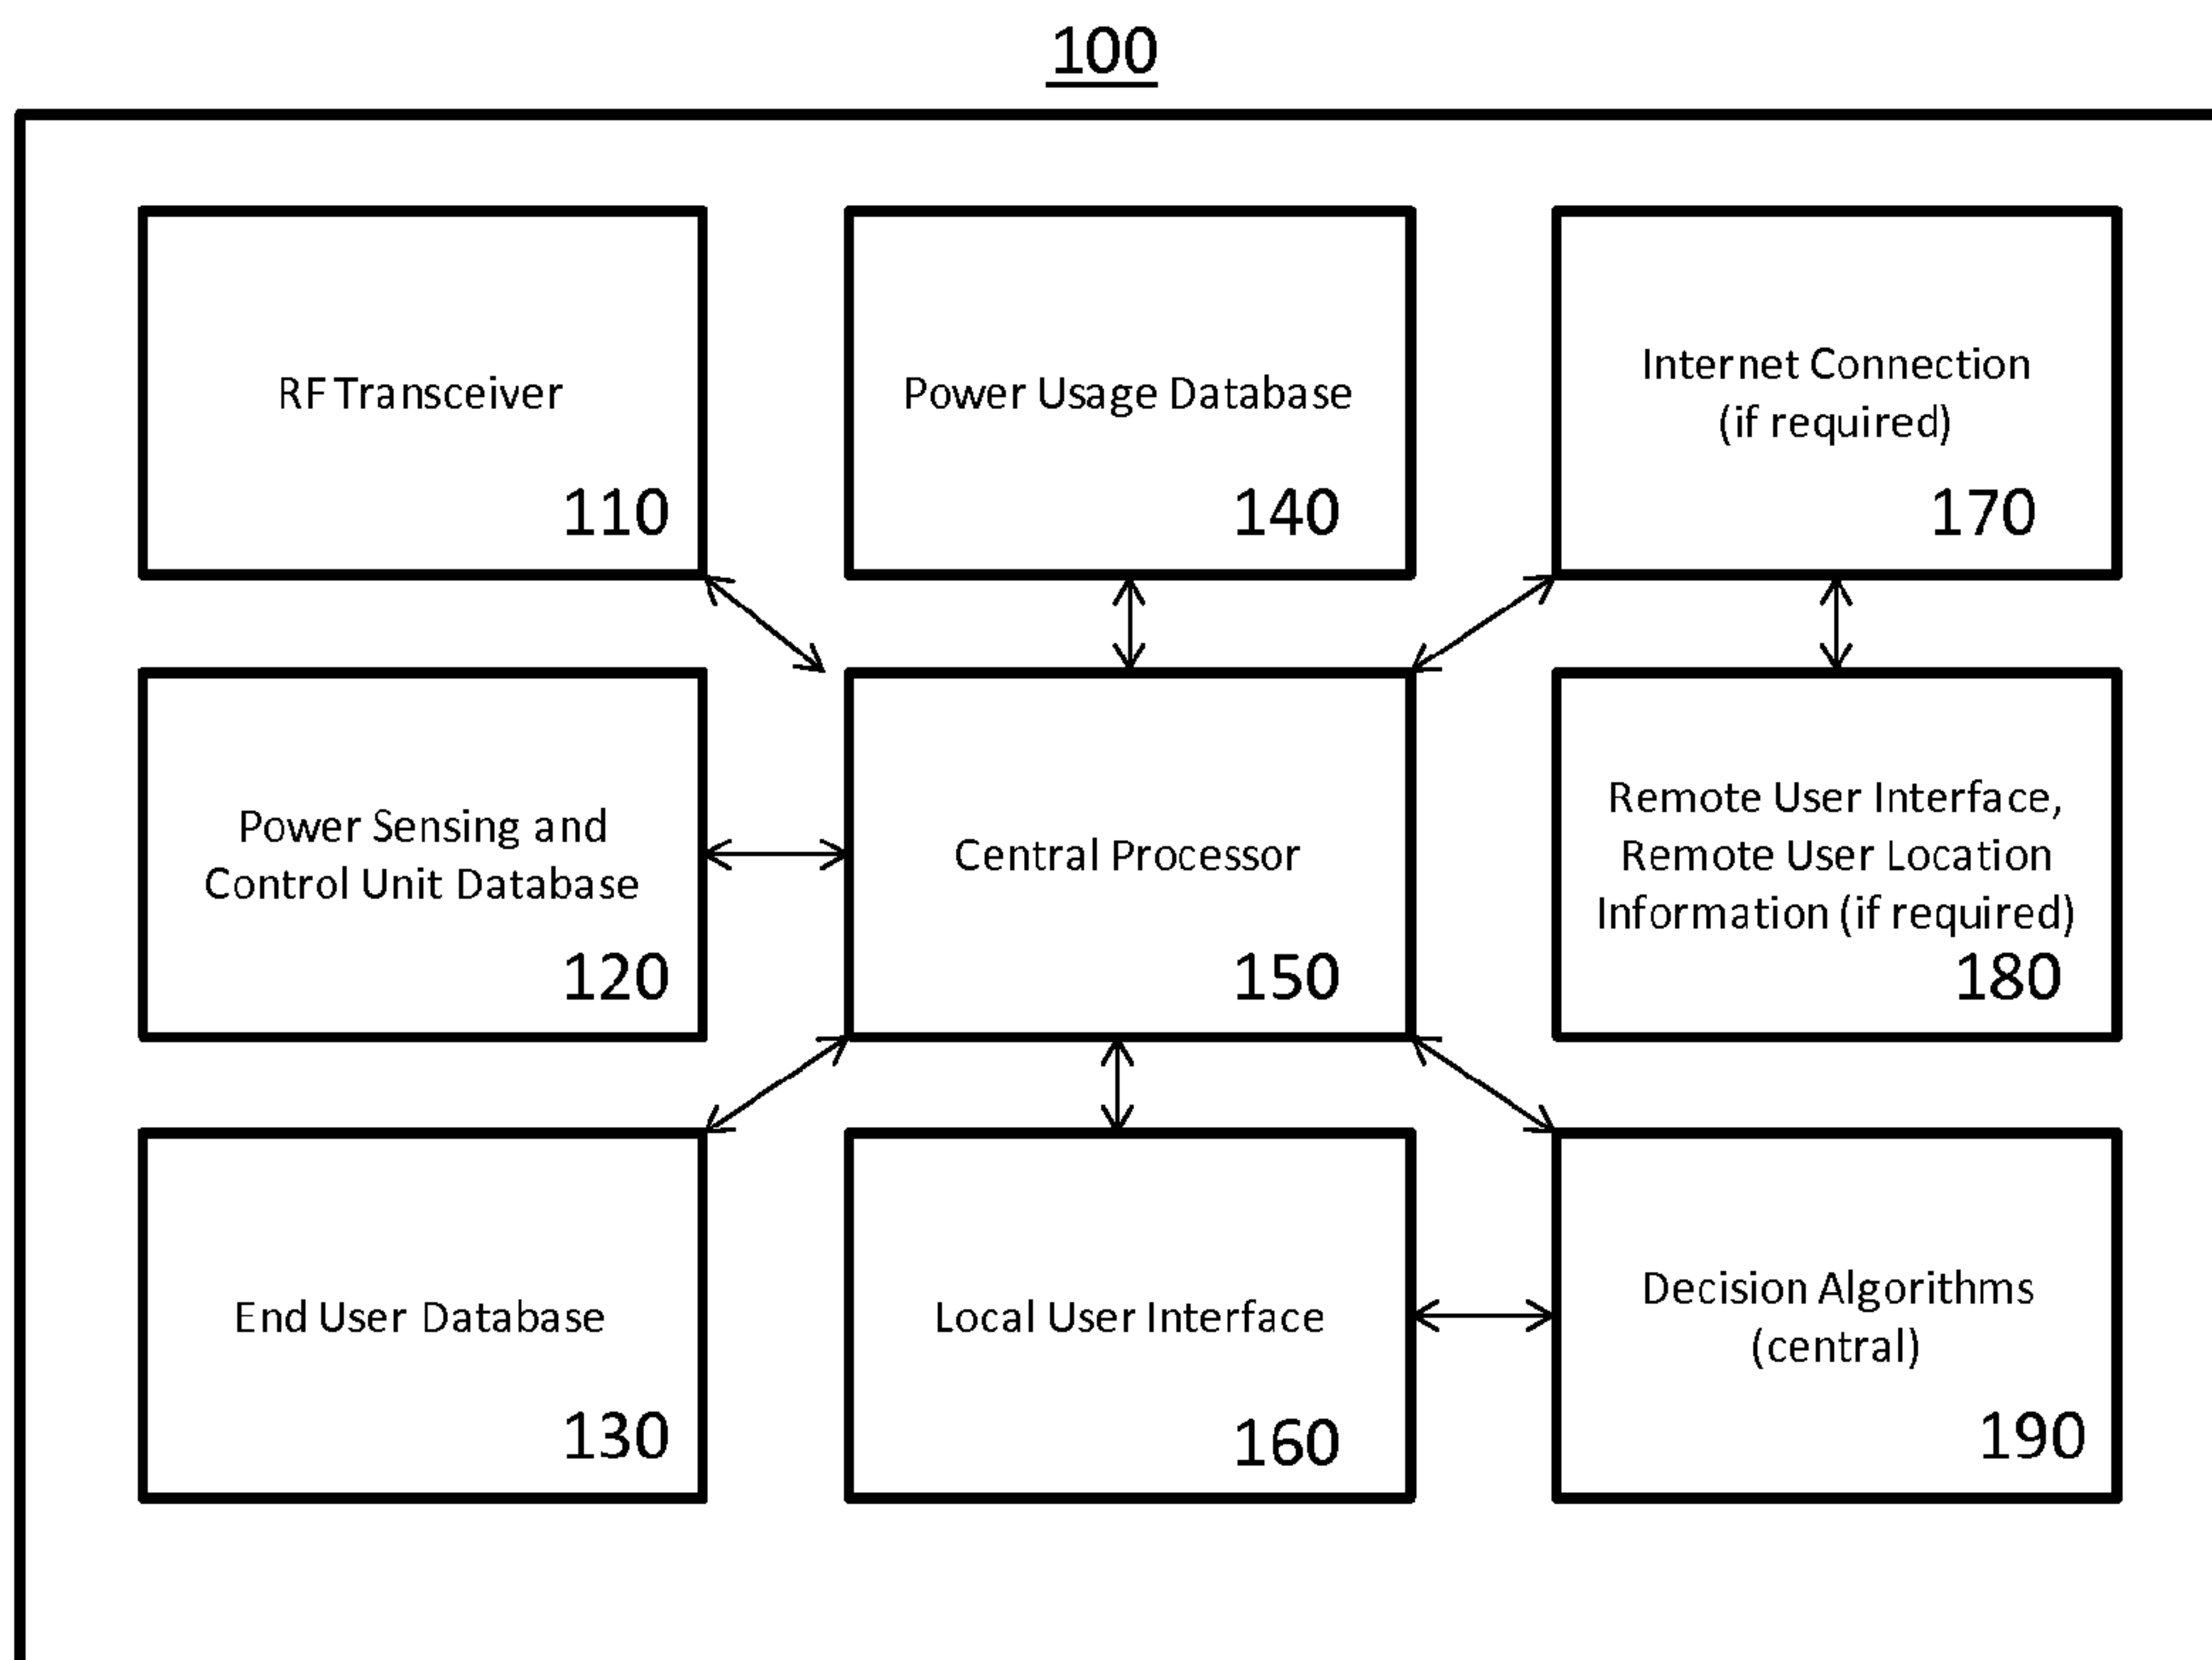 100
RF Transceiver
110
Power Usage Database
140
Internet Connection
(if required)
170
Power Sensing and
Control Unit Database
120
Central Processor
150
Remote User Interface,
Remote User Location
Information (if required)
180
End User Database
130
Local User Interface
160
Decision Algorithms
(central)
190